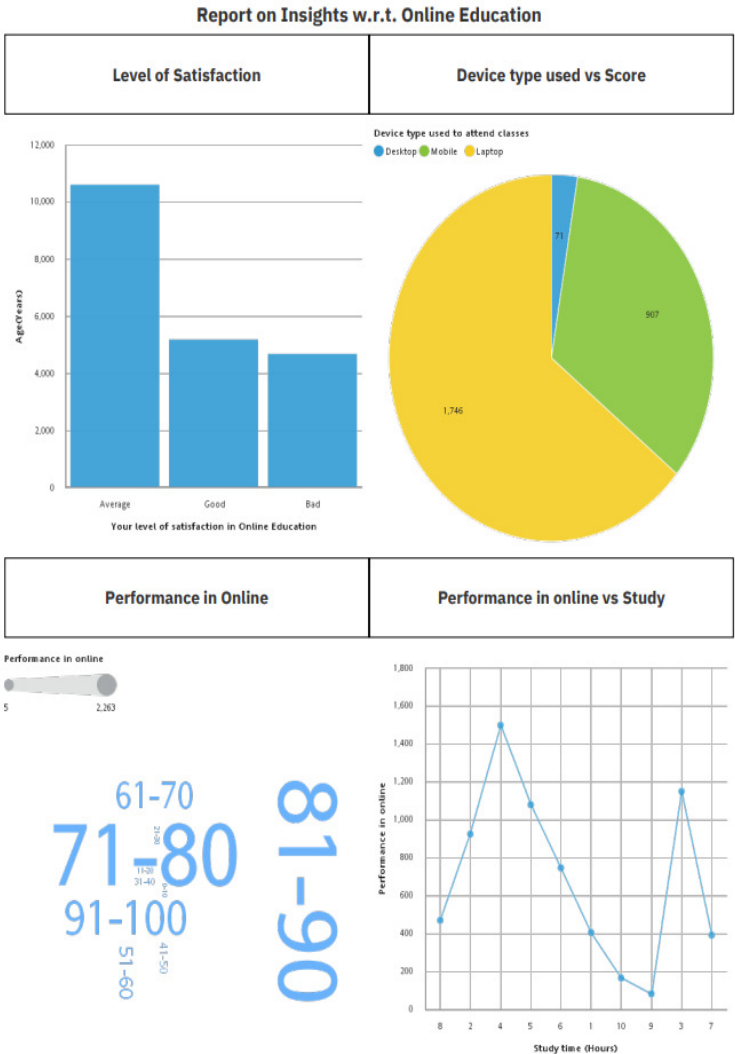 Report on Insights w.r.t. Online Education
Level of Satisfaction
Device type used vs Score
12,000
10,000
8,000
6,000
4,000
2,000
0
Age(Years)
Average Good Bad
Your level of satisfaction in Online Education
Device type used to attend classes
Desktop Mobile Laptop
71
907
1,746
Performance in Online
Performance in online vs Study
Performance in online
5 2,263
61-70
71-80
21-30
11-20
31-40
0-10
91-100
51-60
41-50
81-90
1,800
1,600
1,400
1,200
1,000
800
600
400
200
0
Performance in online
8 2 4 5 6 1 10 9 3 7
Study time (Hours)